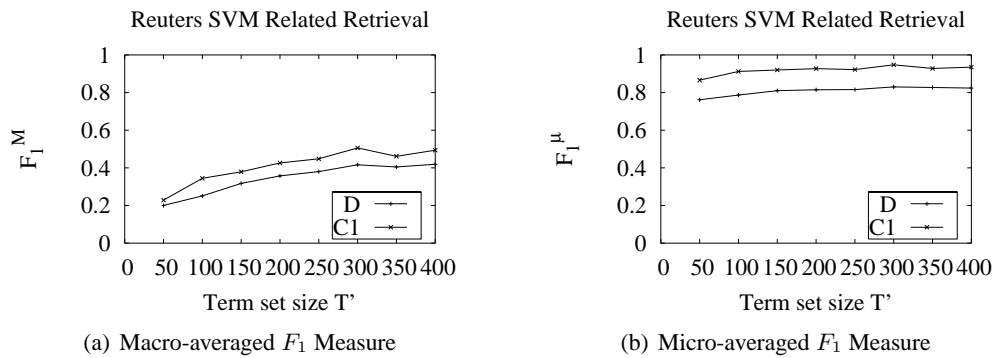 Reuters SVM Related Retrieval
1
0.8
0.6
0.4
0.2
0
F₁ᴹ
D
C1
0 50 100 150 200 250 300 350 400
Term set size T'
(a) Macro-averaged F₁ Measure
Reuters SVM Related Retrieval
1
0.8
0.6
0.4
0.2
0
F₁^μ
D
C1
0 50 100 150 200 250 300 350 400
Term set size T'
(b) Micro-averaged F₁ Measure